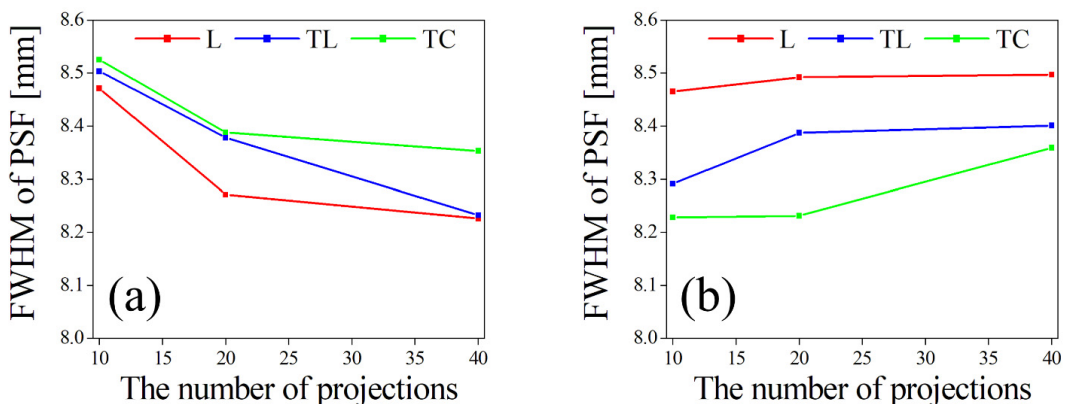 FWHM of PSF [mm]
8.6
8.5
8.4
8.3
8.2
8.1
8.0
L TL TC
(a)
10 15 20 25 30 35 40
The number of projections
FWHM of PSF [mm]
8.6
8.5
8.4
8.3
8.2
8.1
8.0
L TL TC
(b)
10 15 20 25 30 35 40
The number of projections